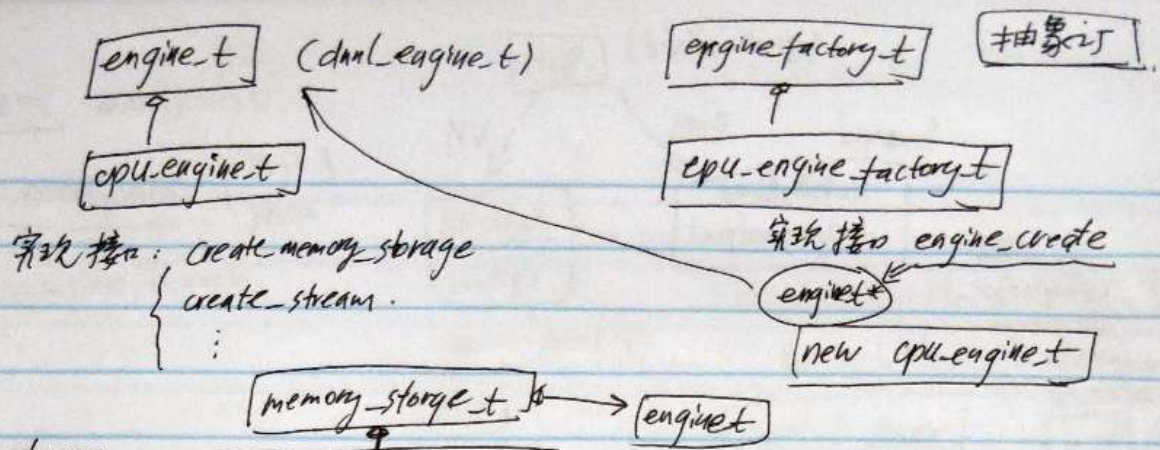 engine_t (dnnl_engine_t)
cpu_engine_t
实现接口: create_memory_storage
create_stream.
⋮
engine_factory_t
抽象
cpu_engine_factory_t
实现接口 engine_create
engine_t*
new cpu_engine_t
memory_storge_t
engine_t